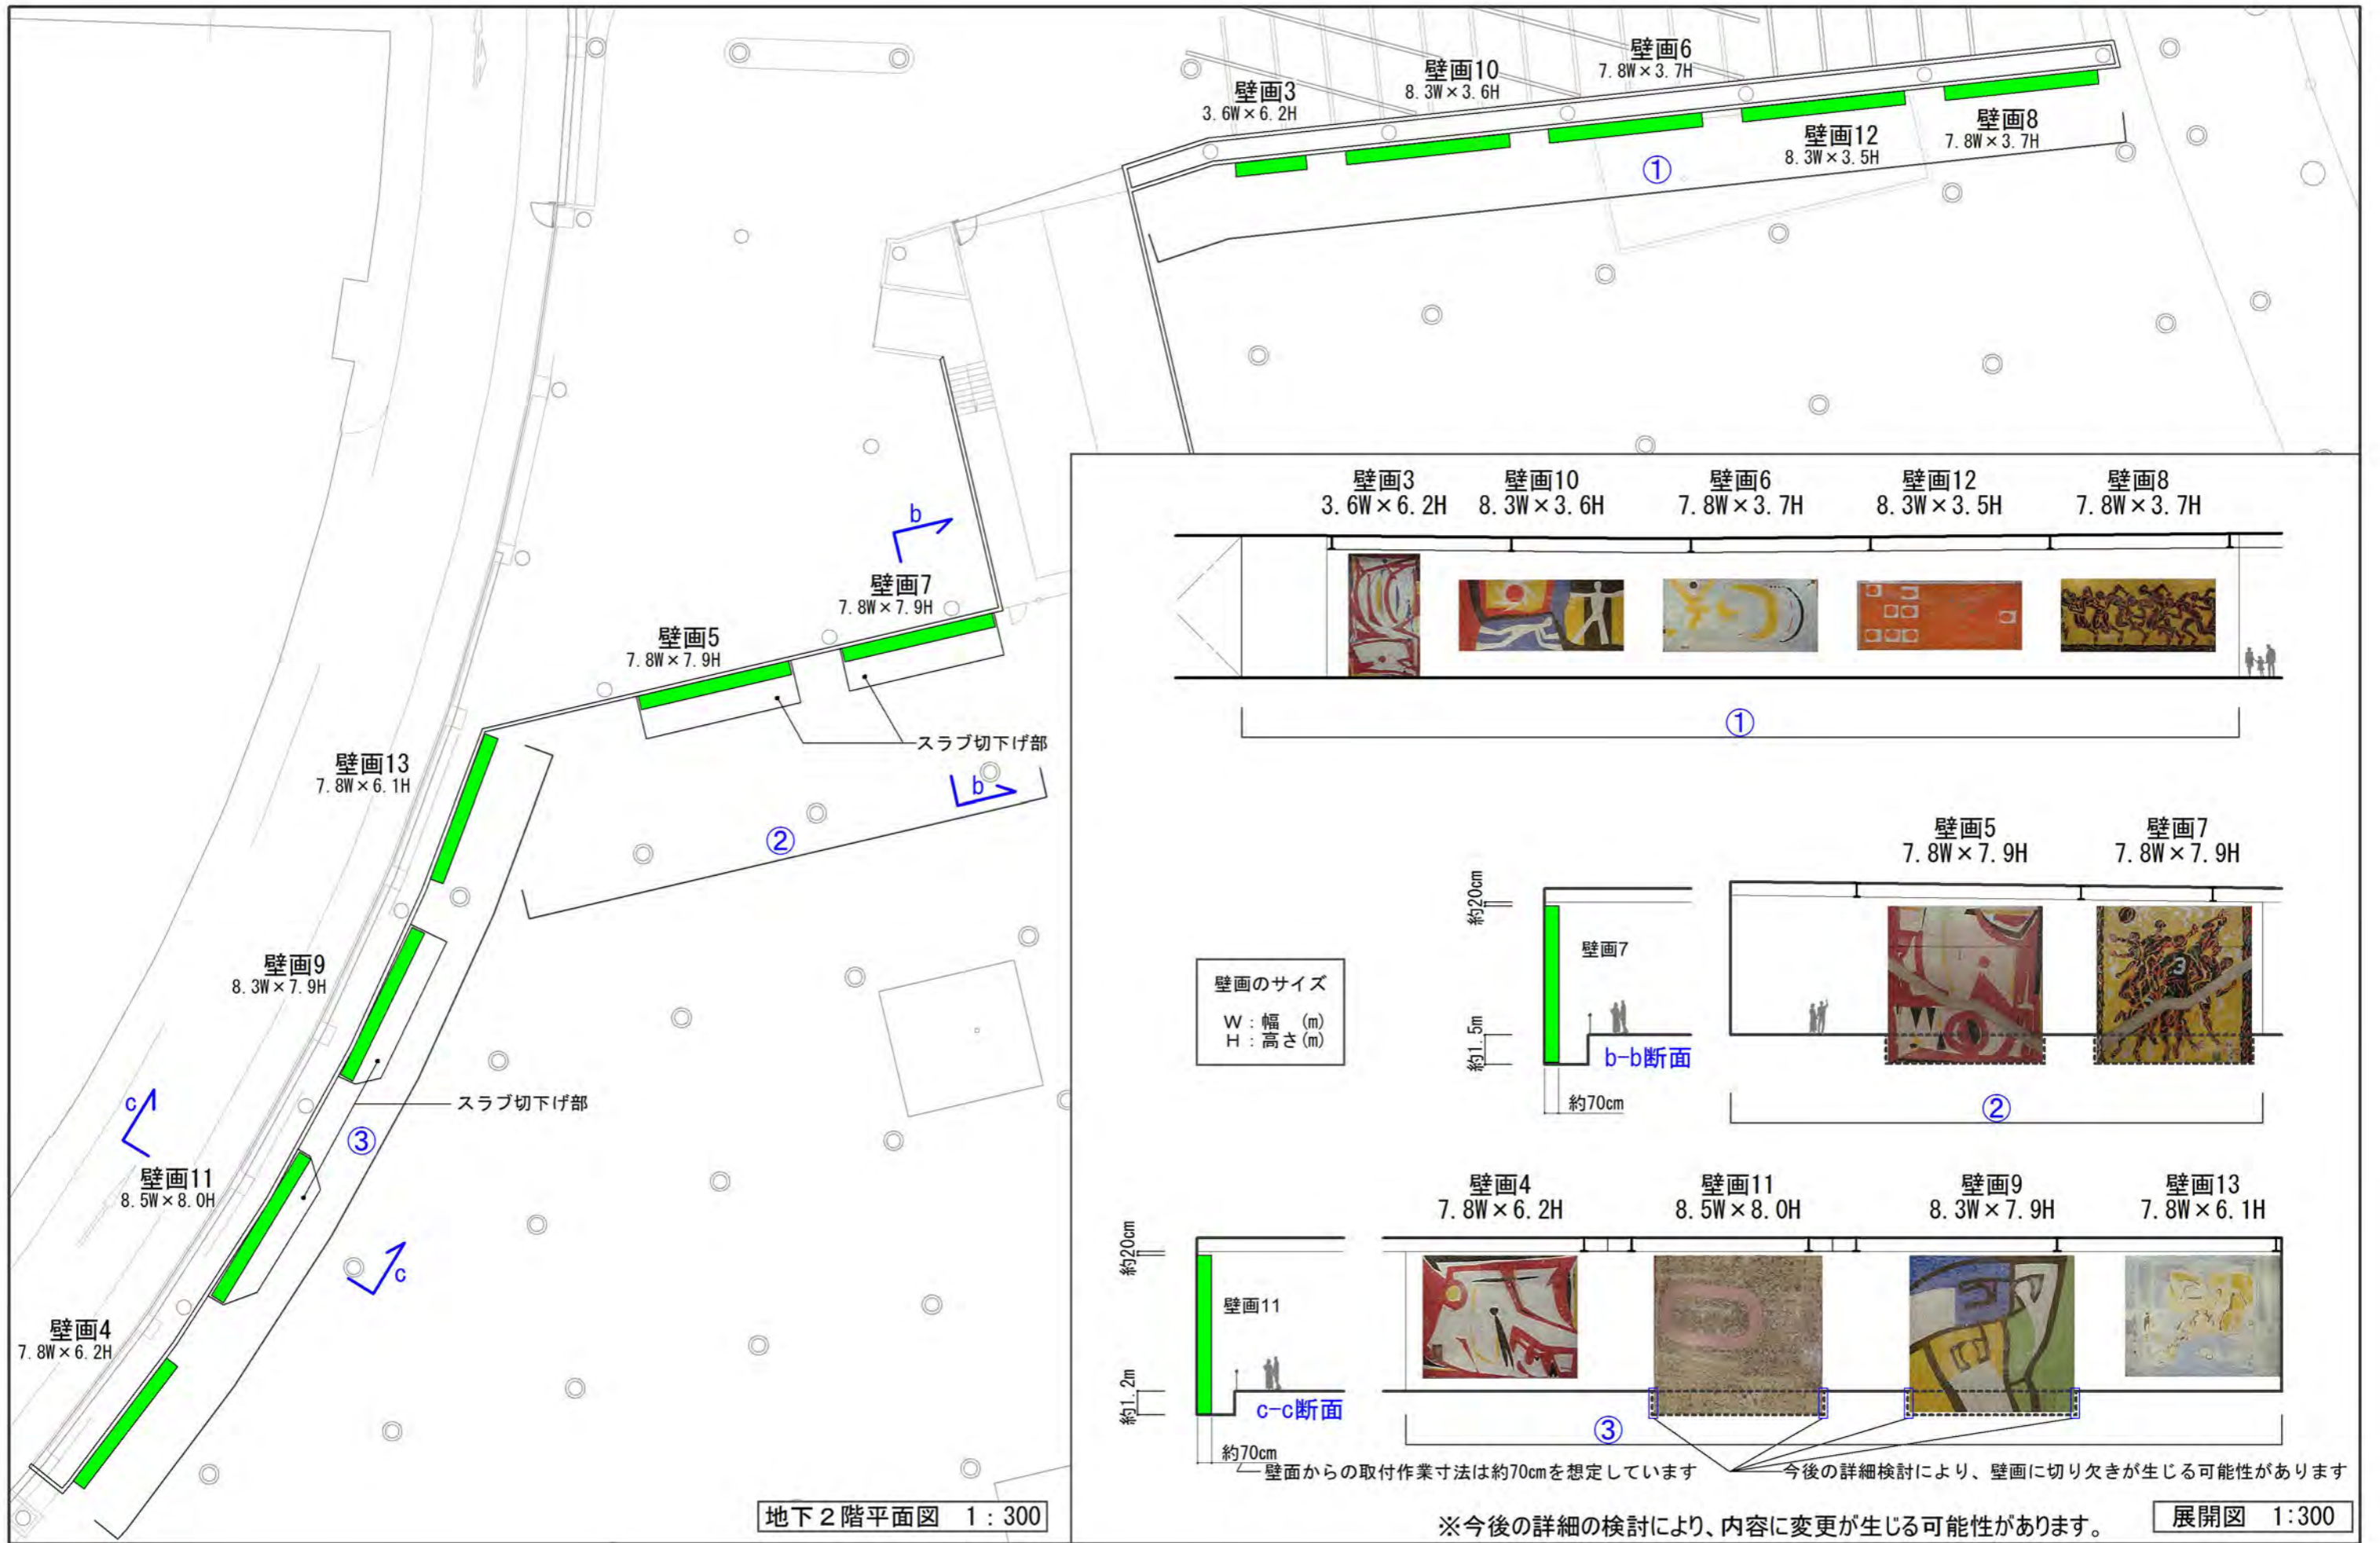 壁画3
3.6W×6.2H
壁画10
8.3W×3.6H
壁画6
7.8W×3.7H
壁画12
8.3W×3.5H
壁画8
7.8W×3.7H
①
b
壁画7
7.8W×7.9H
壁画5
7.8W×7.9H
スラブ切下げ部
b
②
壁画13
7.8W×6.1H
壁画9
8.3W×7.9H
スラブ切下げ部
c
③
壁画11
8.5W×8.0H
c
壁画4
7.8W×6.2H
地下2階平面図 1:300
壁画3
3.6W×6.2H
壁画10
8.3W×3.6H
壁画6
7.8W×3.7H
壁画12
8.3W×3.5H
壁画8
7.8W×3.7H
①
壁画のサイズ
W:幅 (m)
H:高さ(m)
約20cm
壁画7
約1.5m
b-b断面
約70cm
壁画5
7.8W×7.9H
壁画7
7.8W×7.9H
3
②
約20cm
壁画11
約1.2m
c-c断面
約70cm
壁画4
7.8W×6.2H
壁画11
8.5W×8.0H
壁画9
8.3W×7.9H
壁画13
7.8W×6.1H
③
壁面からの取付作業寸法は約70cmを想定しています
今後の詳細検討により、壁画に切り欠きが生じる可能性があります
※今後の詳細の検討により、内容に変更が生じる可能性があります。
展開図 1:300